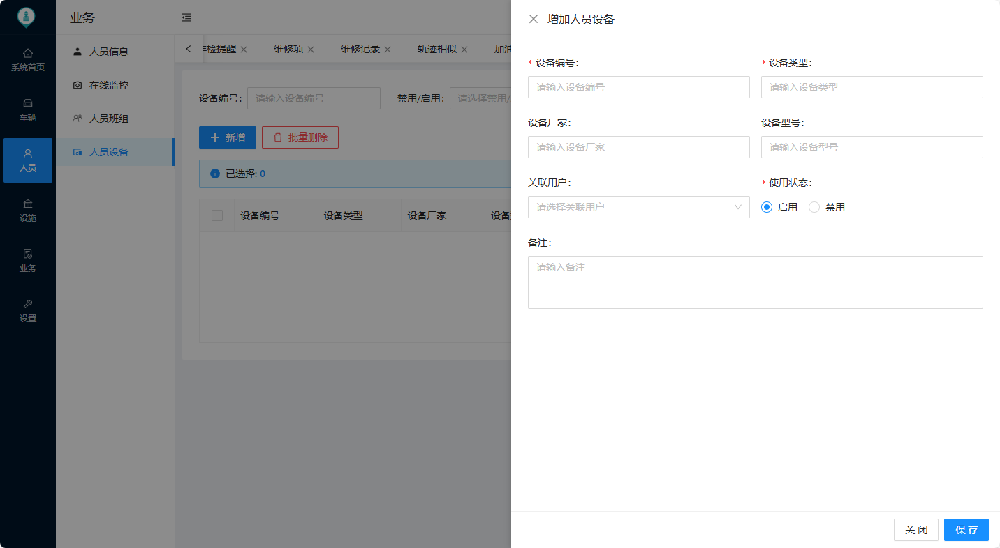 系统首页
车辆
人员
设施
业务
设置
业务
人员信息
在线监控
人员班组
人员设备
检提醒
维修项
维修记录
轨迹相似
加油
设备编号:
请输入设备编号
禁用/启用:
请选择禁用/
新增
批量删除
已选择: 0
设备编号
设备类型
设备厂家
设备
增加人员设备
* 设备编号:
请输入设备编号
* 设备类型:
请输入设备类型
设备厂家:
请输入设备厂家
设备型号:
请输入设备型号
关联用户:
请选择关联用户
* 使用状态:
启用
禁用
备注:
请输入备注
关 闭
保 存